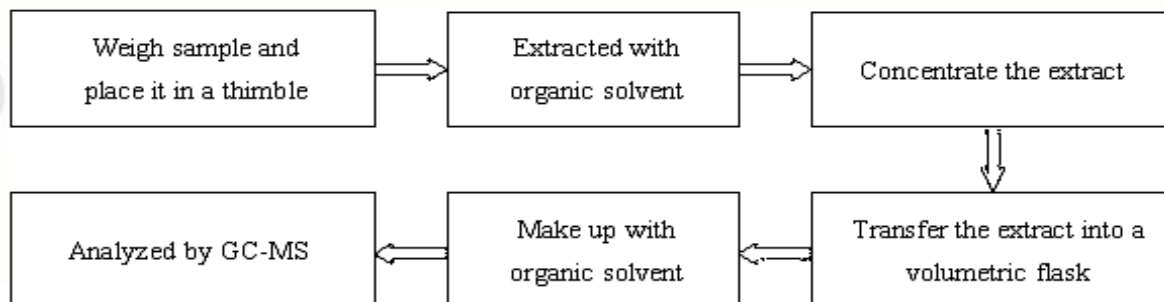 Weigh sample and
place it in a thimble
Extracted with
organic solvent
Concentrate the extract
Transfer the extract into a
volumetric flask
Make up with
organic solvent
Analyzed by GC-MS